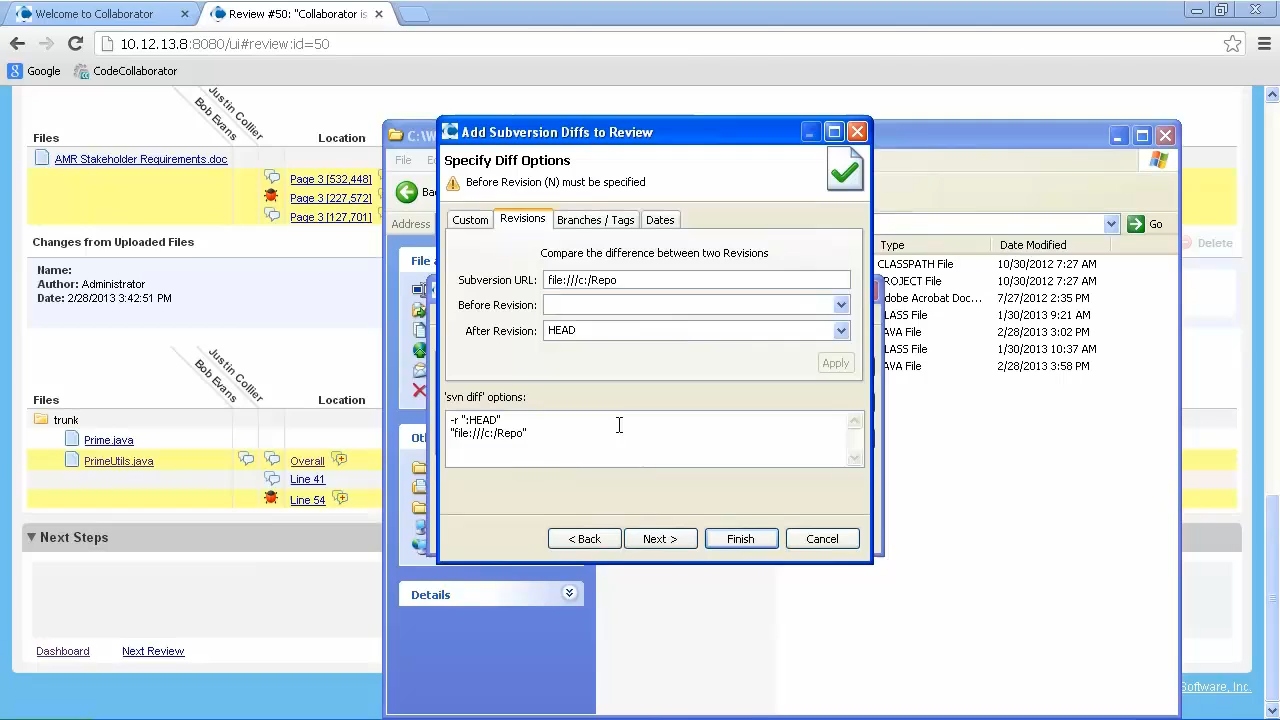 Welcome to Collaborator
Review #50: "Collaborator is
10.12.13.8:8080/ui#review:id=50
Google
CodeCollaborator
Justin Collier
Bob Evans
Files
Location
AMR Stakeholder Requirements.doc
Page 3 [532,448]
Page 3 [227,572]
Page 3 [127,701]
Changes from Uploaded Files
Name:
Author: Administrator
Date: 2/28/2013 3:42:51 PM
Justin Collier
Bob Evans
Files
Location
trunk
Prime.java
PrimeUtils.java
Overall
Line 41
Line 54
Next Steps
Dashboard
Next Review
C:\W
File
Address
Go
File a
Details
Type
Date Modified
CLASSPATH File
10/30/2012 7:27 AM
ROJECT File
10/30/2012 7:27 AM
dobe Acrobat Doc...
7/27/2012 2:35 PM
LASS File
1/30/2013 9:21 AM
AVA File
2/28/2013 3:02 PM
LASS File
1/30/2013 10:37 AM
AVA File
2/28/2013 3:58 PM
Delete
Software, Inc.
Add Subversion Diffs to Review
Specify Diff Options
Before Revision (N) must be specified
Custom
Revisions
Branches / Tags
Dates
Compare the difference between two Revisions
Subversion URL:
file:///c:/Repo
Before Revision:
After Revision:
HEAD
Apply
'svn diff' options:
-r ":HEAD"
"file:///c:/Repo"
< Back
Next >
Finish
Cancel